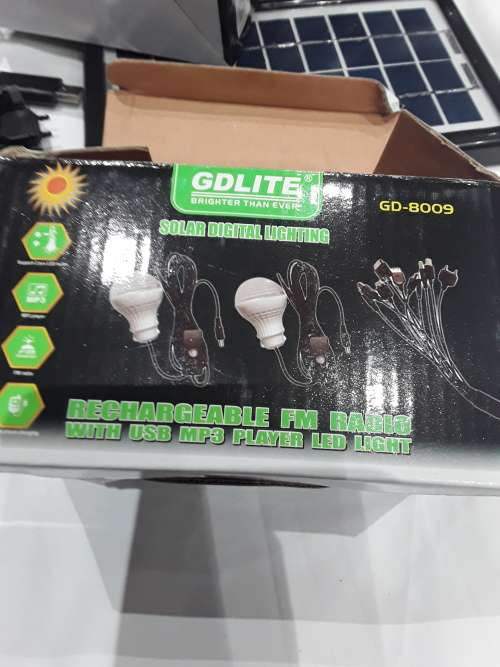 GDLITE®
BRIGHTER THAN EVER
GD-8009
SOLAR DIGITAL LIGHTING
MP3
RECHARGEABLE FM RADIO
WITH USB MP3 PLAYER LED LIGHT